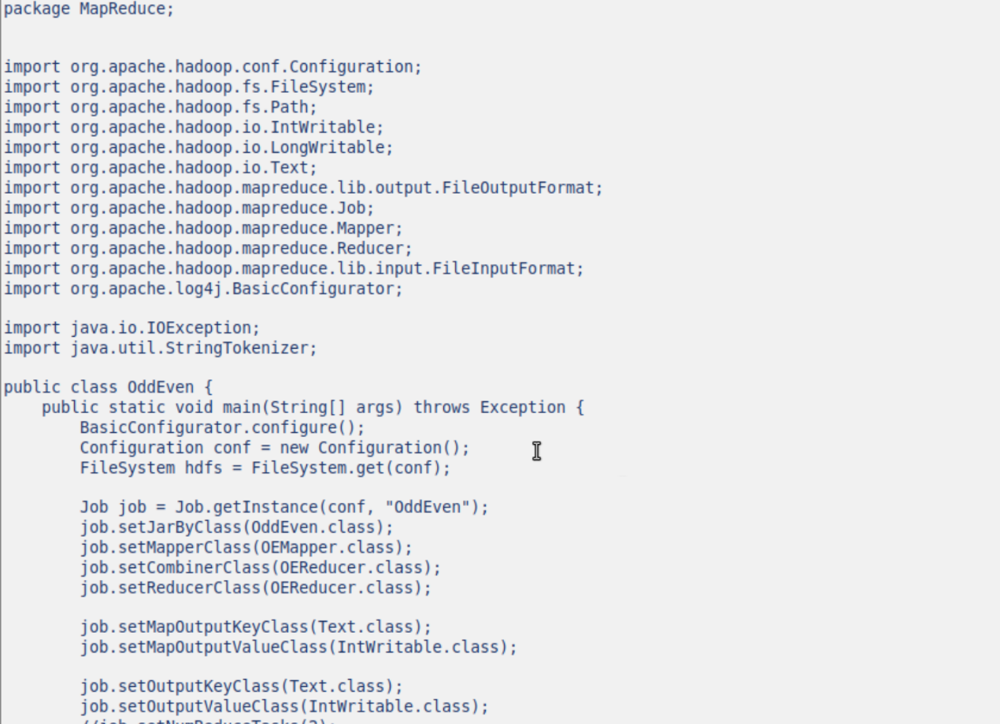 package MapReduce;
import org.apache.hadoop.conf.Configuration;
import org.apache.hadoop.fs.FileSystem;
import org.apache.hadoop.fs.Path;
import org.apache.hadoop.io.IntWritable;
import org.apache.hadoop.io.LongWritable;
import org.apache.hadoop.io.Text;
import org.apache.hadoop.mapreduce.lib.output.FileOutputFormat;
import org.apache.hadoop.mapreduce.Job;
import org.apache.hadoop.mapreduce.Mapper;
import org.apache.hadoop.mapreduce.Reducer;
import org.apache.hadoop.mapreduce.lib.input.FileInputFormat;
import org.apache.log4j.BasicConfigurator;
import java.io.IOException;
import java.util.StringTokenizer;
public class OddEven {
    public static void main(String[] args) throws Exception {
        BasicConfigurator.configure();
        Configuration conf = new Configuration();
        FileSystem hdfs = FileSystem.get(conf);
        Job job = Job.getInstance(conf, "OddEven");
        job.setJarByClass(OddEven.class);
        job.setMapperClass(OEMapper.class);
        job.setCombinerClass(OEReducer.class);
        job.setReducerClass(OEReducer.class);
        job.setMapOutputKeyClass(Text.class);
        job.setMapOutputValueClass(IntWritable.class);
        job.setOutputKeyClass(Text.class);
        job.setOutputValueClass(IntWritable.class);
        //job.setNumReduceTasks(2);